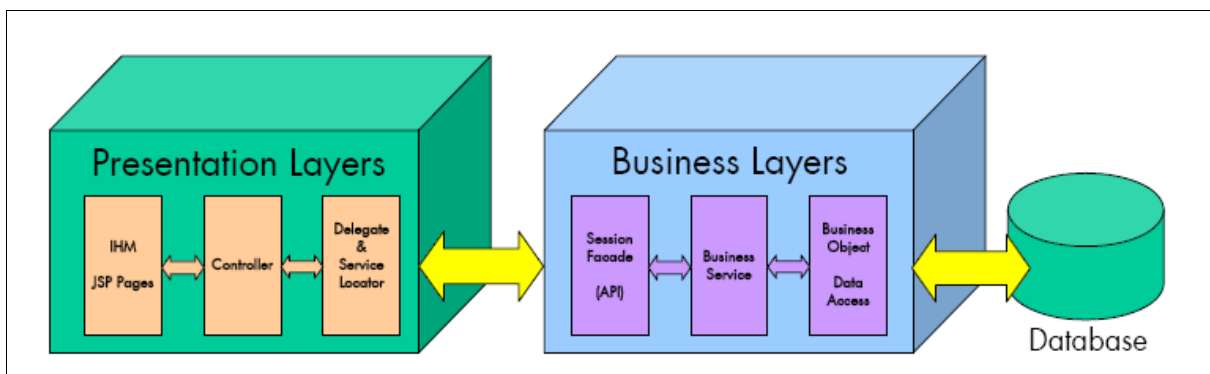 Presentation Layers
IHM
JSP Pages
Controller
Delegate
&
Service
Locator
Business Layers
Session
Facade
(API)
Business
Service
Business
Object
Data
Access
Database